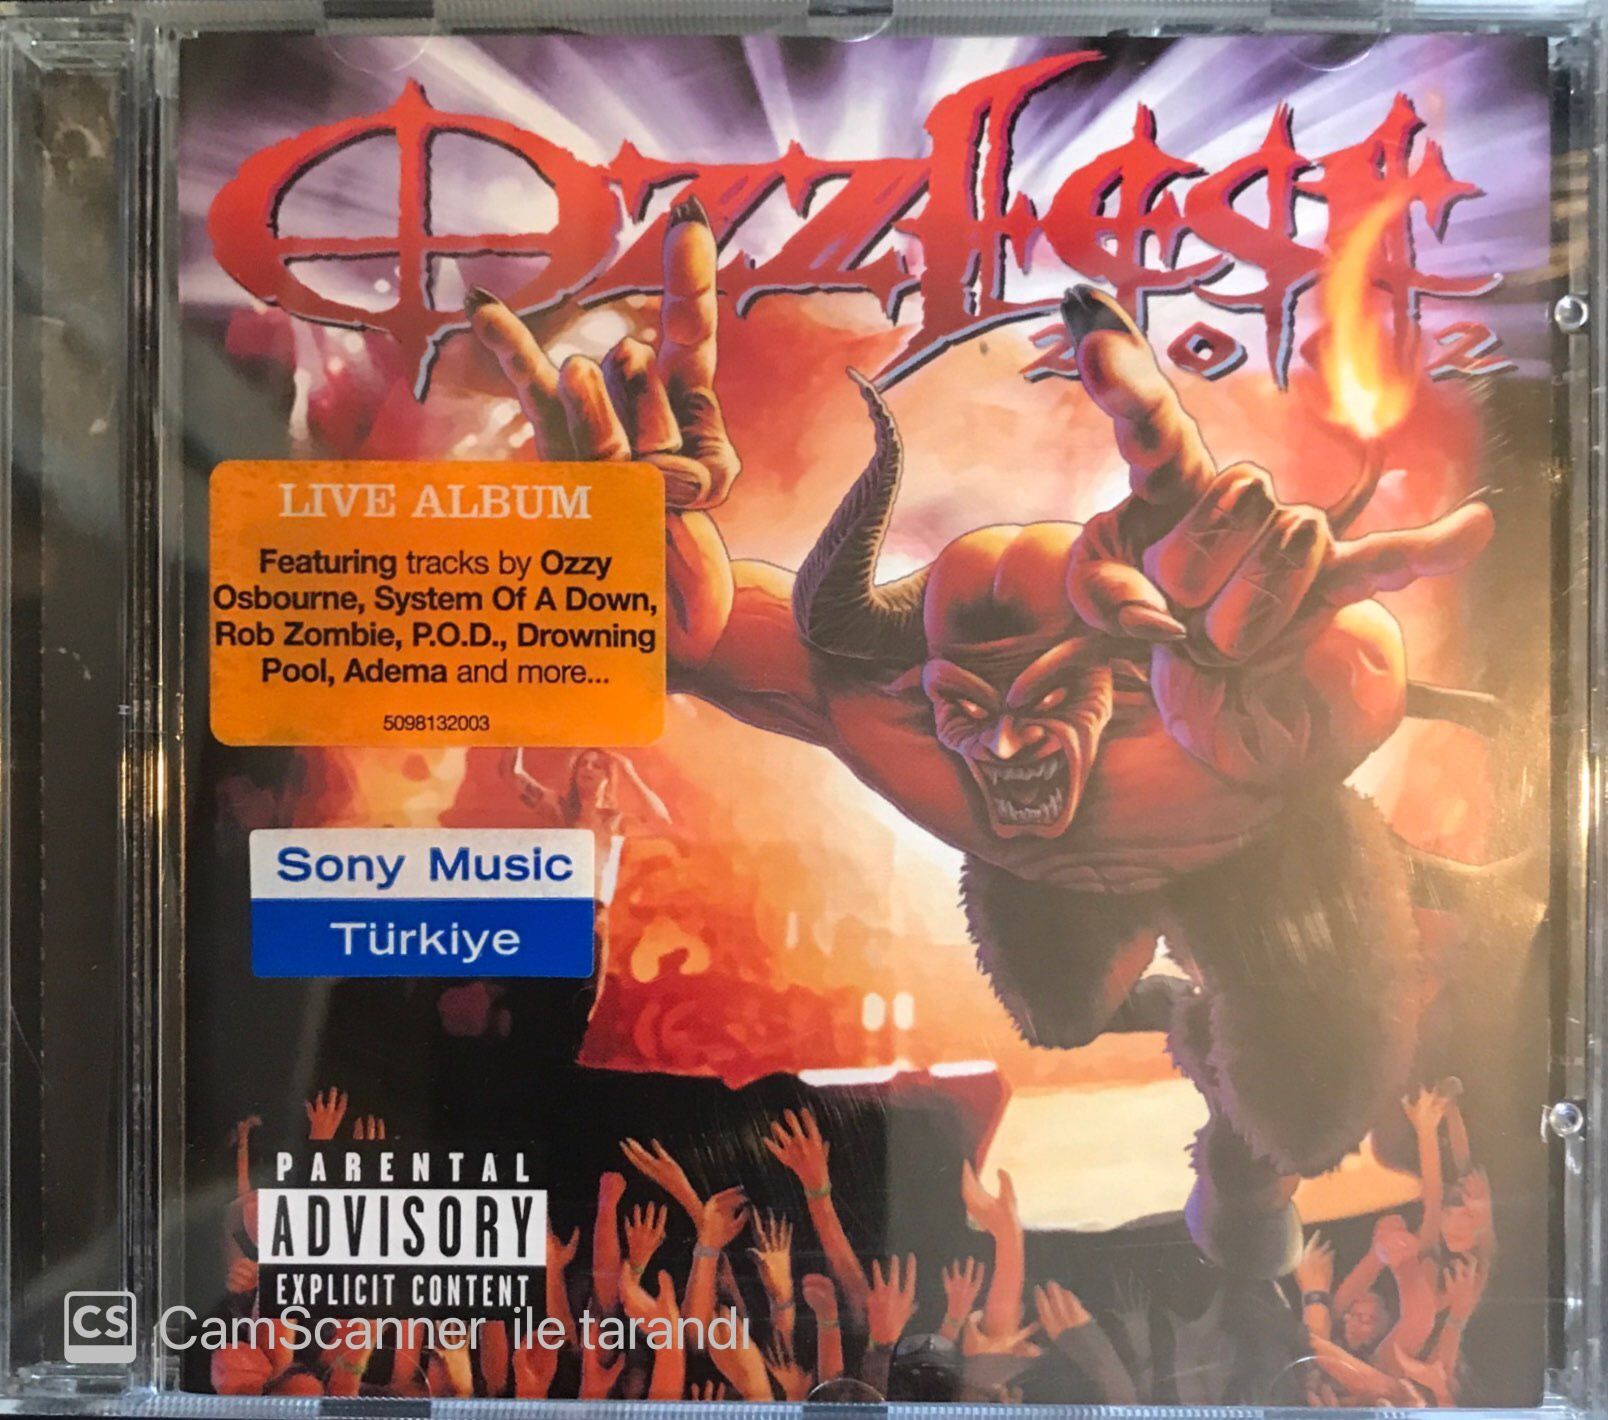 Ozzfest
2002
LIVE ALBUM
Featuring tracks by Ozzy
Osbourne, System Of A Down,
Rob Zombie, P.O.D., Drowning
Pool, Adema and more...
5098132003
Sony Music
Türkiye
PARENTAL
ADVISORY
EXPLICIT CONTENT
CS CamScanner ile tarandı